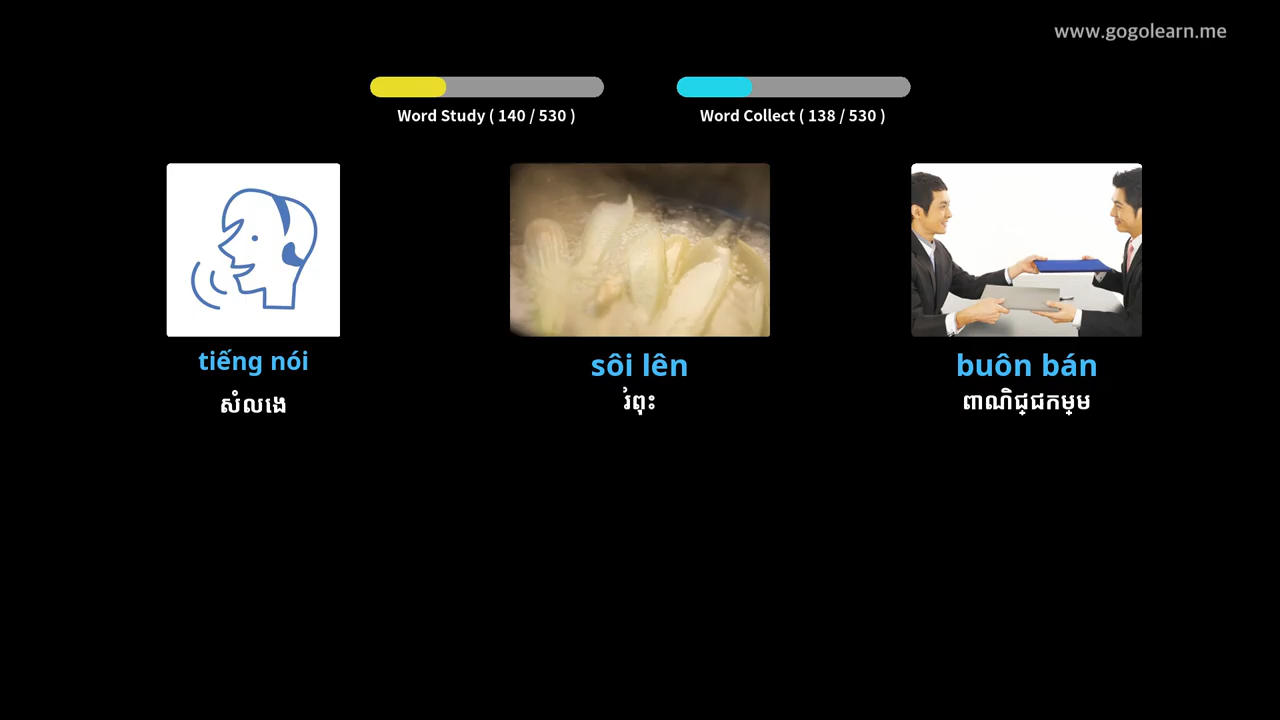 www.gogolearn.me
Word Study ( 140 / 530 )
Word Collect ( 138 / 530 )
tiếng nói
សំលេង
sôi lên
រំពុះ
buôn bán
ពាណិជ្ជកម្ម